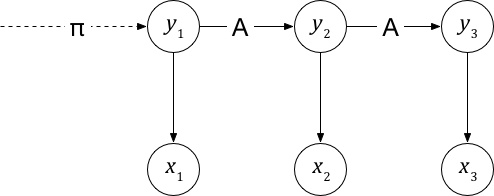 π y₁ A y₂ A y₃
x₁ x₂ x₃